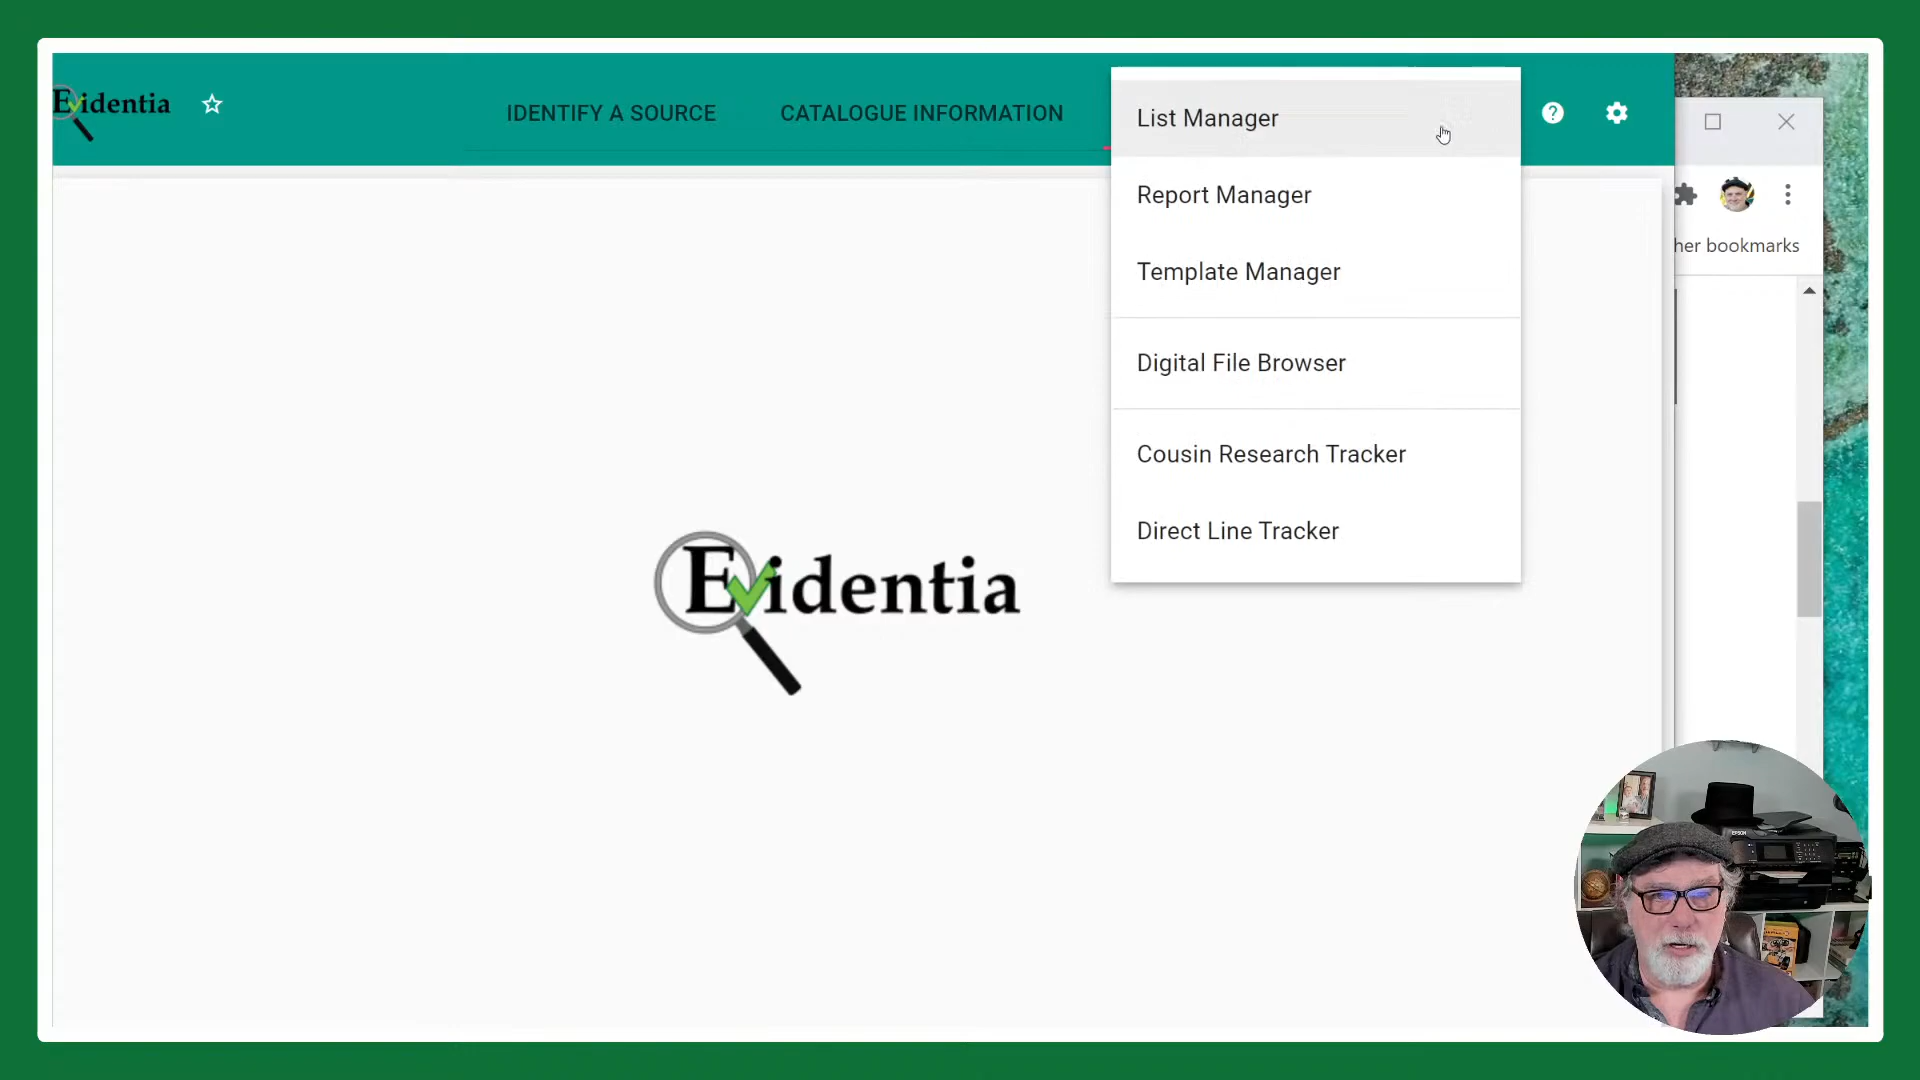 Evidentia
IDENTIFY A SOURCE
CATALOGUE INFORMATION
List Manager
Report Manager
Template Manager
Digital File Browser
Cousin Research Tracker
Direct Line Tracker
?
her bookmarks
Evidentia
EPSON